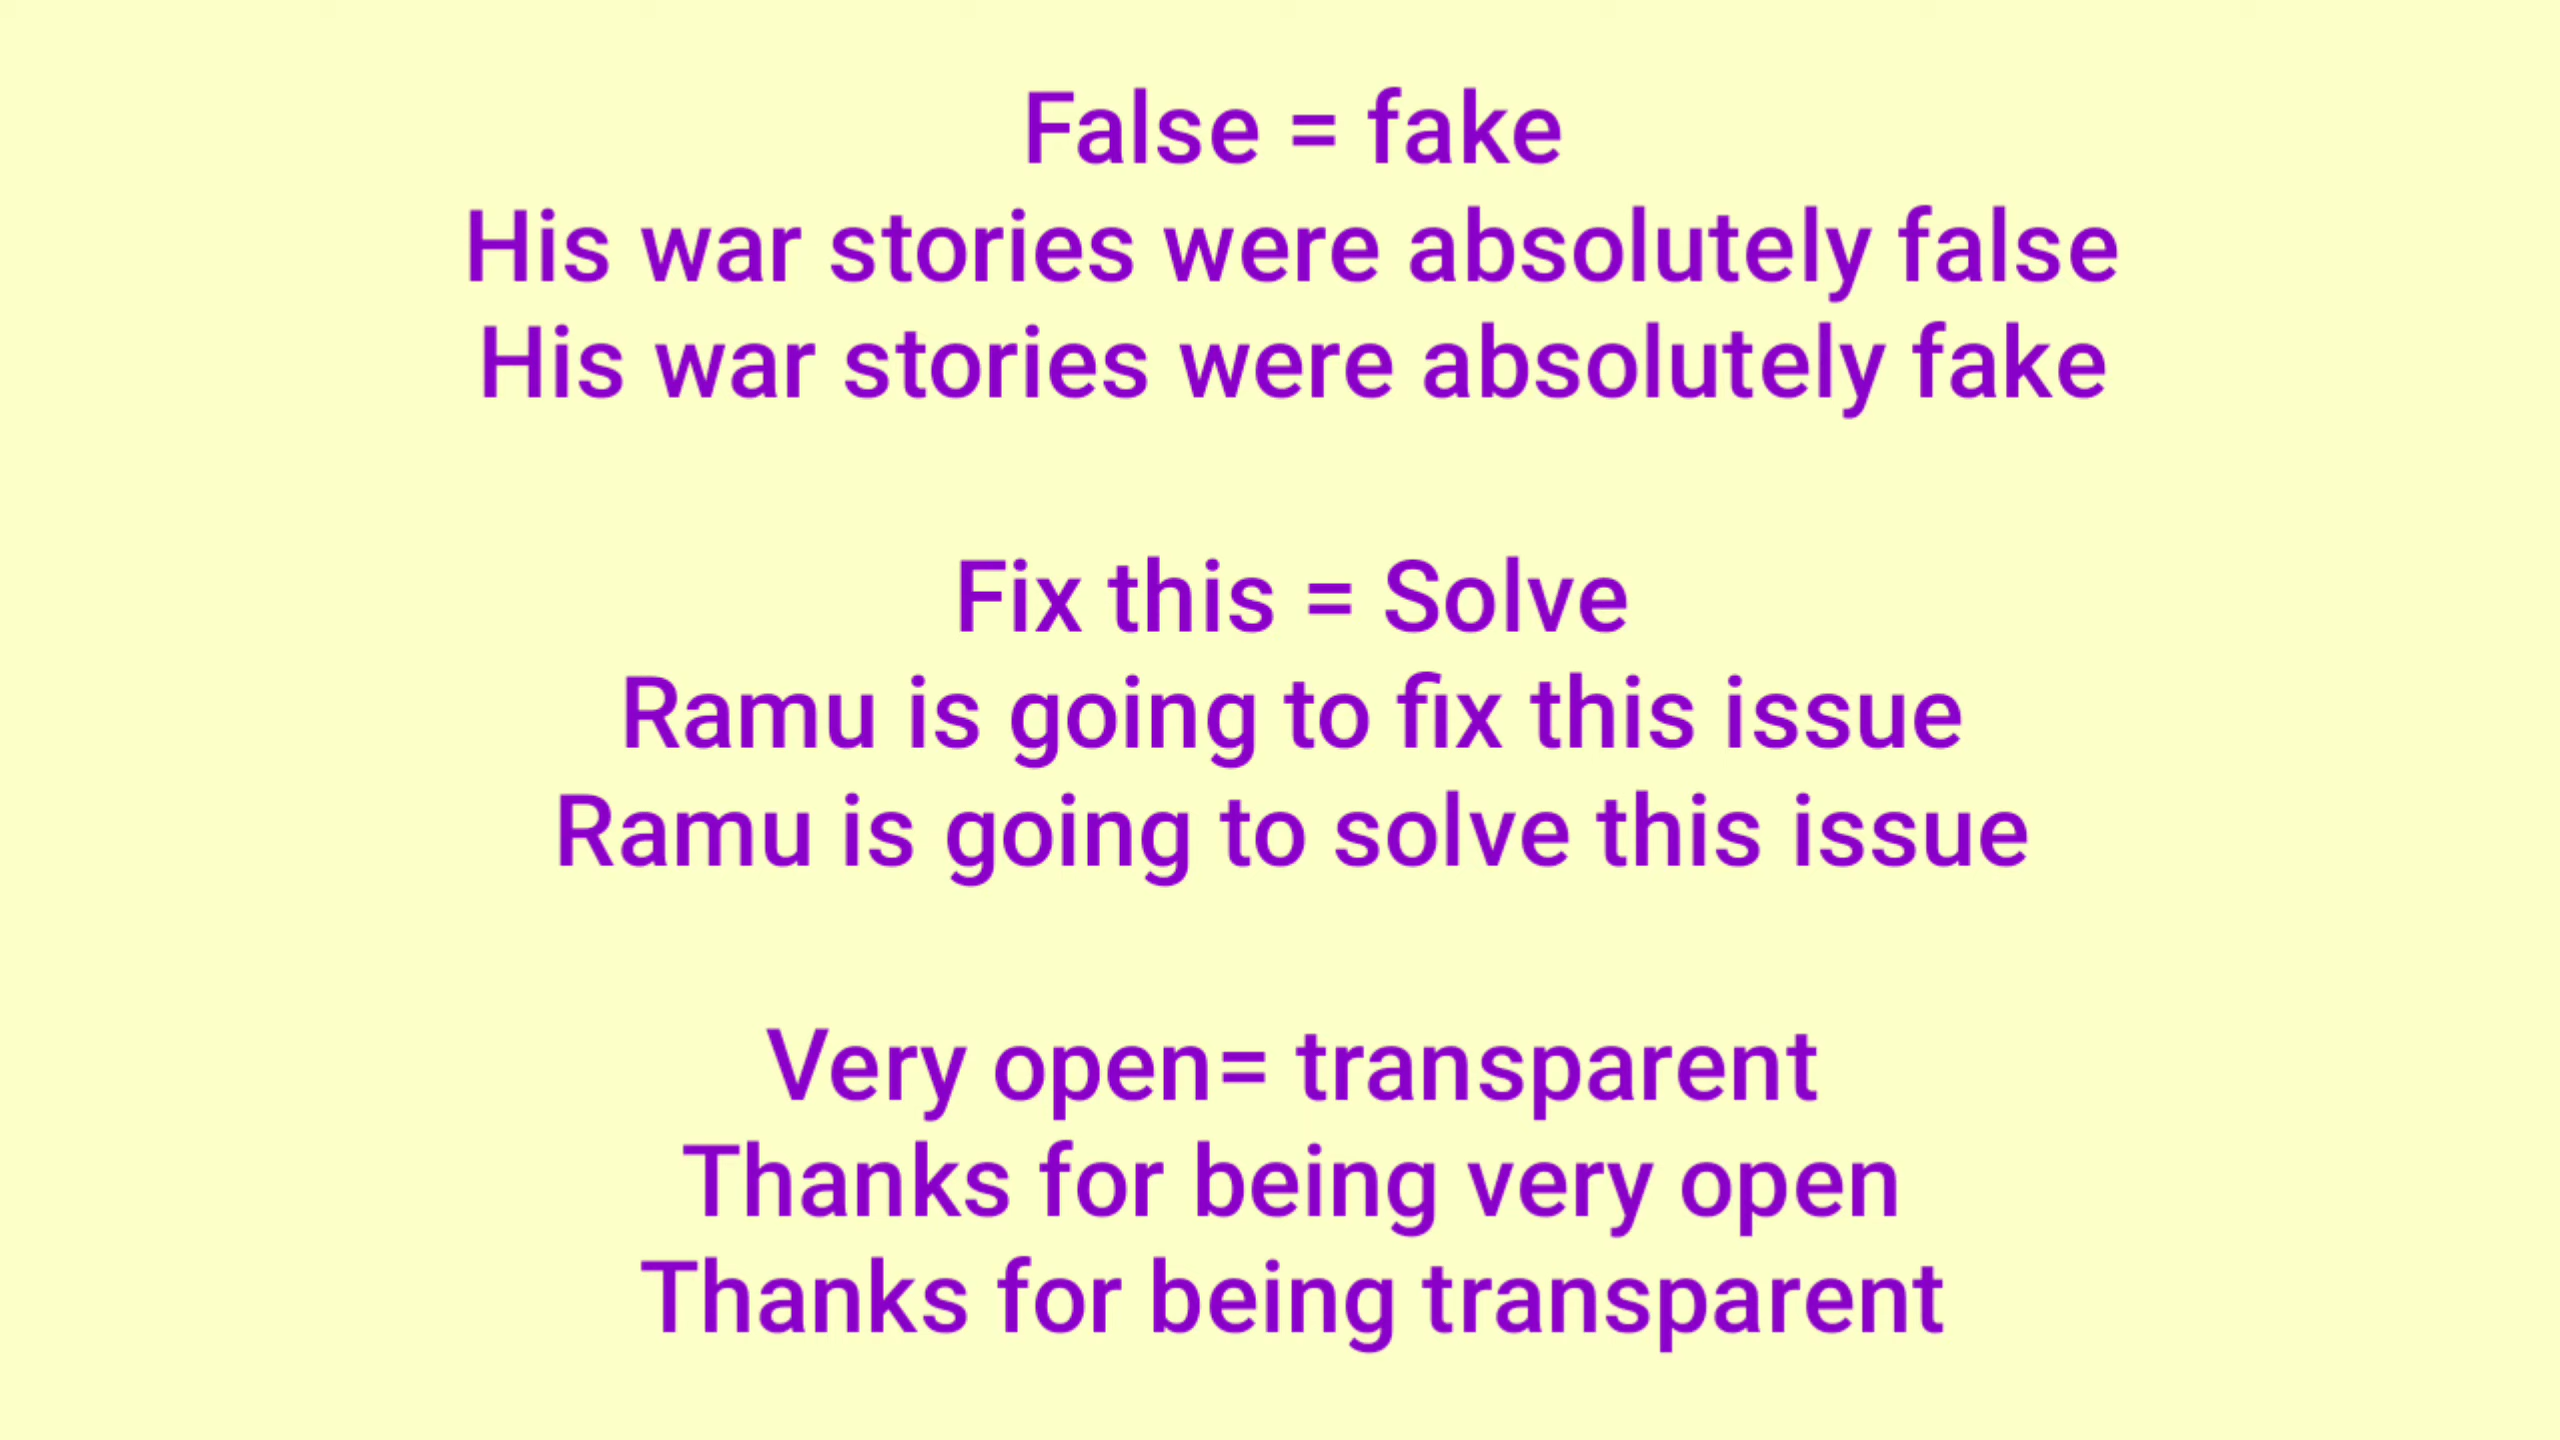 False = fake
His war stories were absolutely false
His war stories were absolutely fake
Fix this = Solve
Ramu is going to fix this issue
Ramu is going to solve this issue
Very open= transparent
Thanks for being very open
Thanks for being transparent